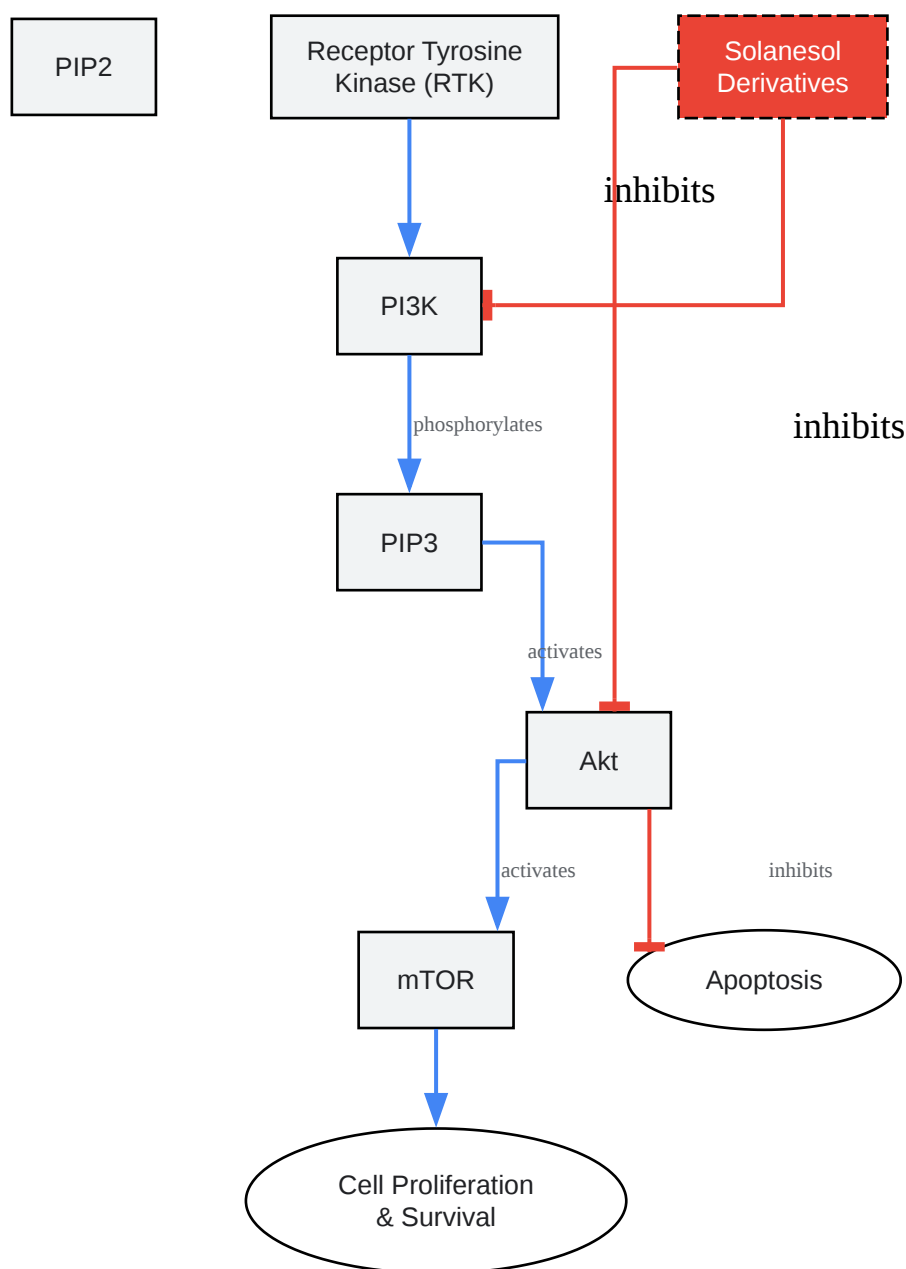 PIP2
Receptor Tyrosine
Kinase (RTK)
Solanesol
Derivatives
inhibits
PI3K
phosphorylates
inhibits
PIP3
activates
Akt
activates
inhibits
mTOR
Apoptosis
Cell Proliferation
& Survival